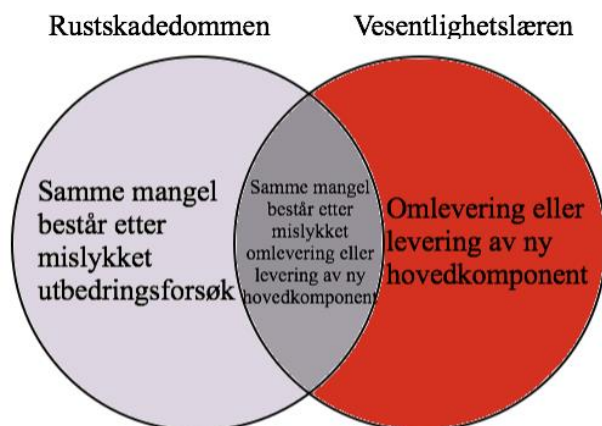 Rustskadedommen
Vesentlighetslæren
Samme mangel
består etter
mislykket
utbedringsforsøk
Samme mangel
består etter
mislykket
omlevering eller
levering av ny
hovedkomponent
Omlevering eller
levering av ny
hovedkomponent